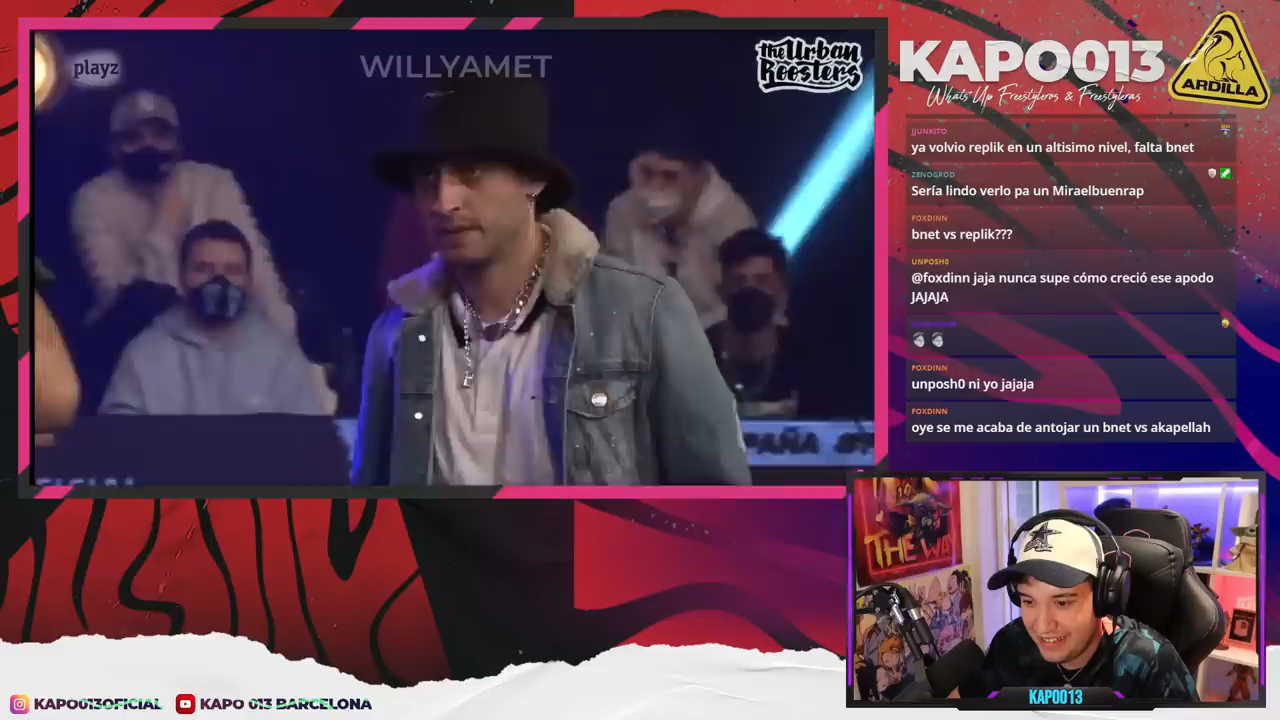 playz
WILLYAMET
the Urban
Roosters
PAÑA
KAPO013
Whats Up Freestyleros & Freestyleras
ARDILLA
JJUNKITO
ya volvio replik en un altisimo nivel, falta bnet
ZENOGROD
Sería lindo verlo pa un Miraelbuenrap
FOXDINN
bnet vs replik???
UNPOSH0
@foxdinn jaja nunca supe cómo creció ese apodo
JAJAJA
FOXDINN
unposh0 ni yo jajaja
FOXDINN
oye se me acaba de antojar un bnet vs akapellah
THE WAY
KAPO013
KAPO013OFICIAL
KAPO 013 BARCELONA